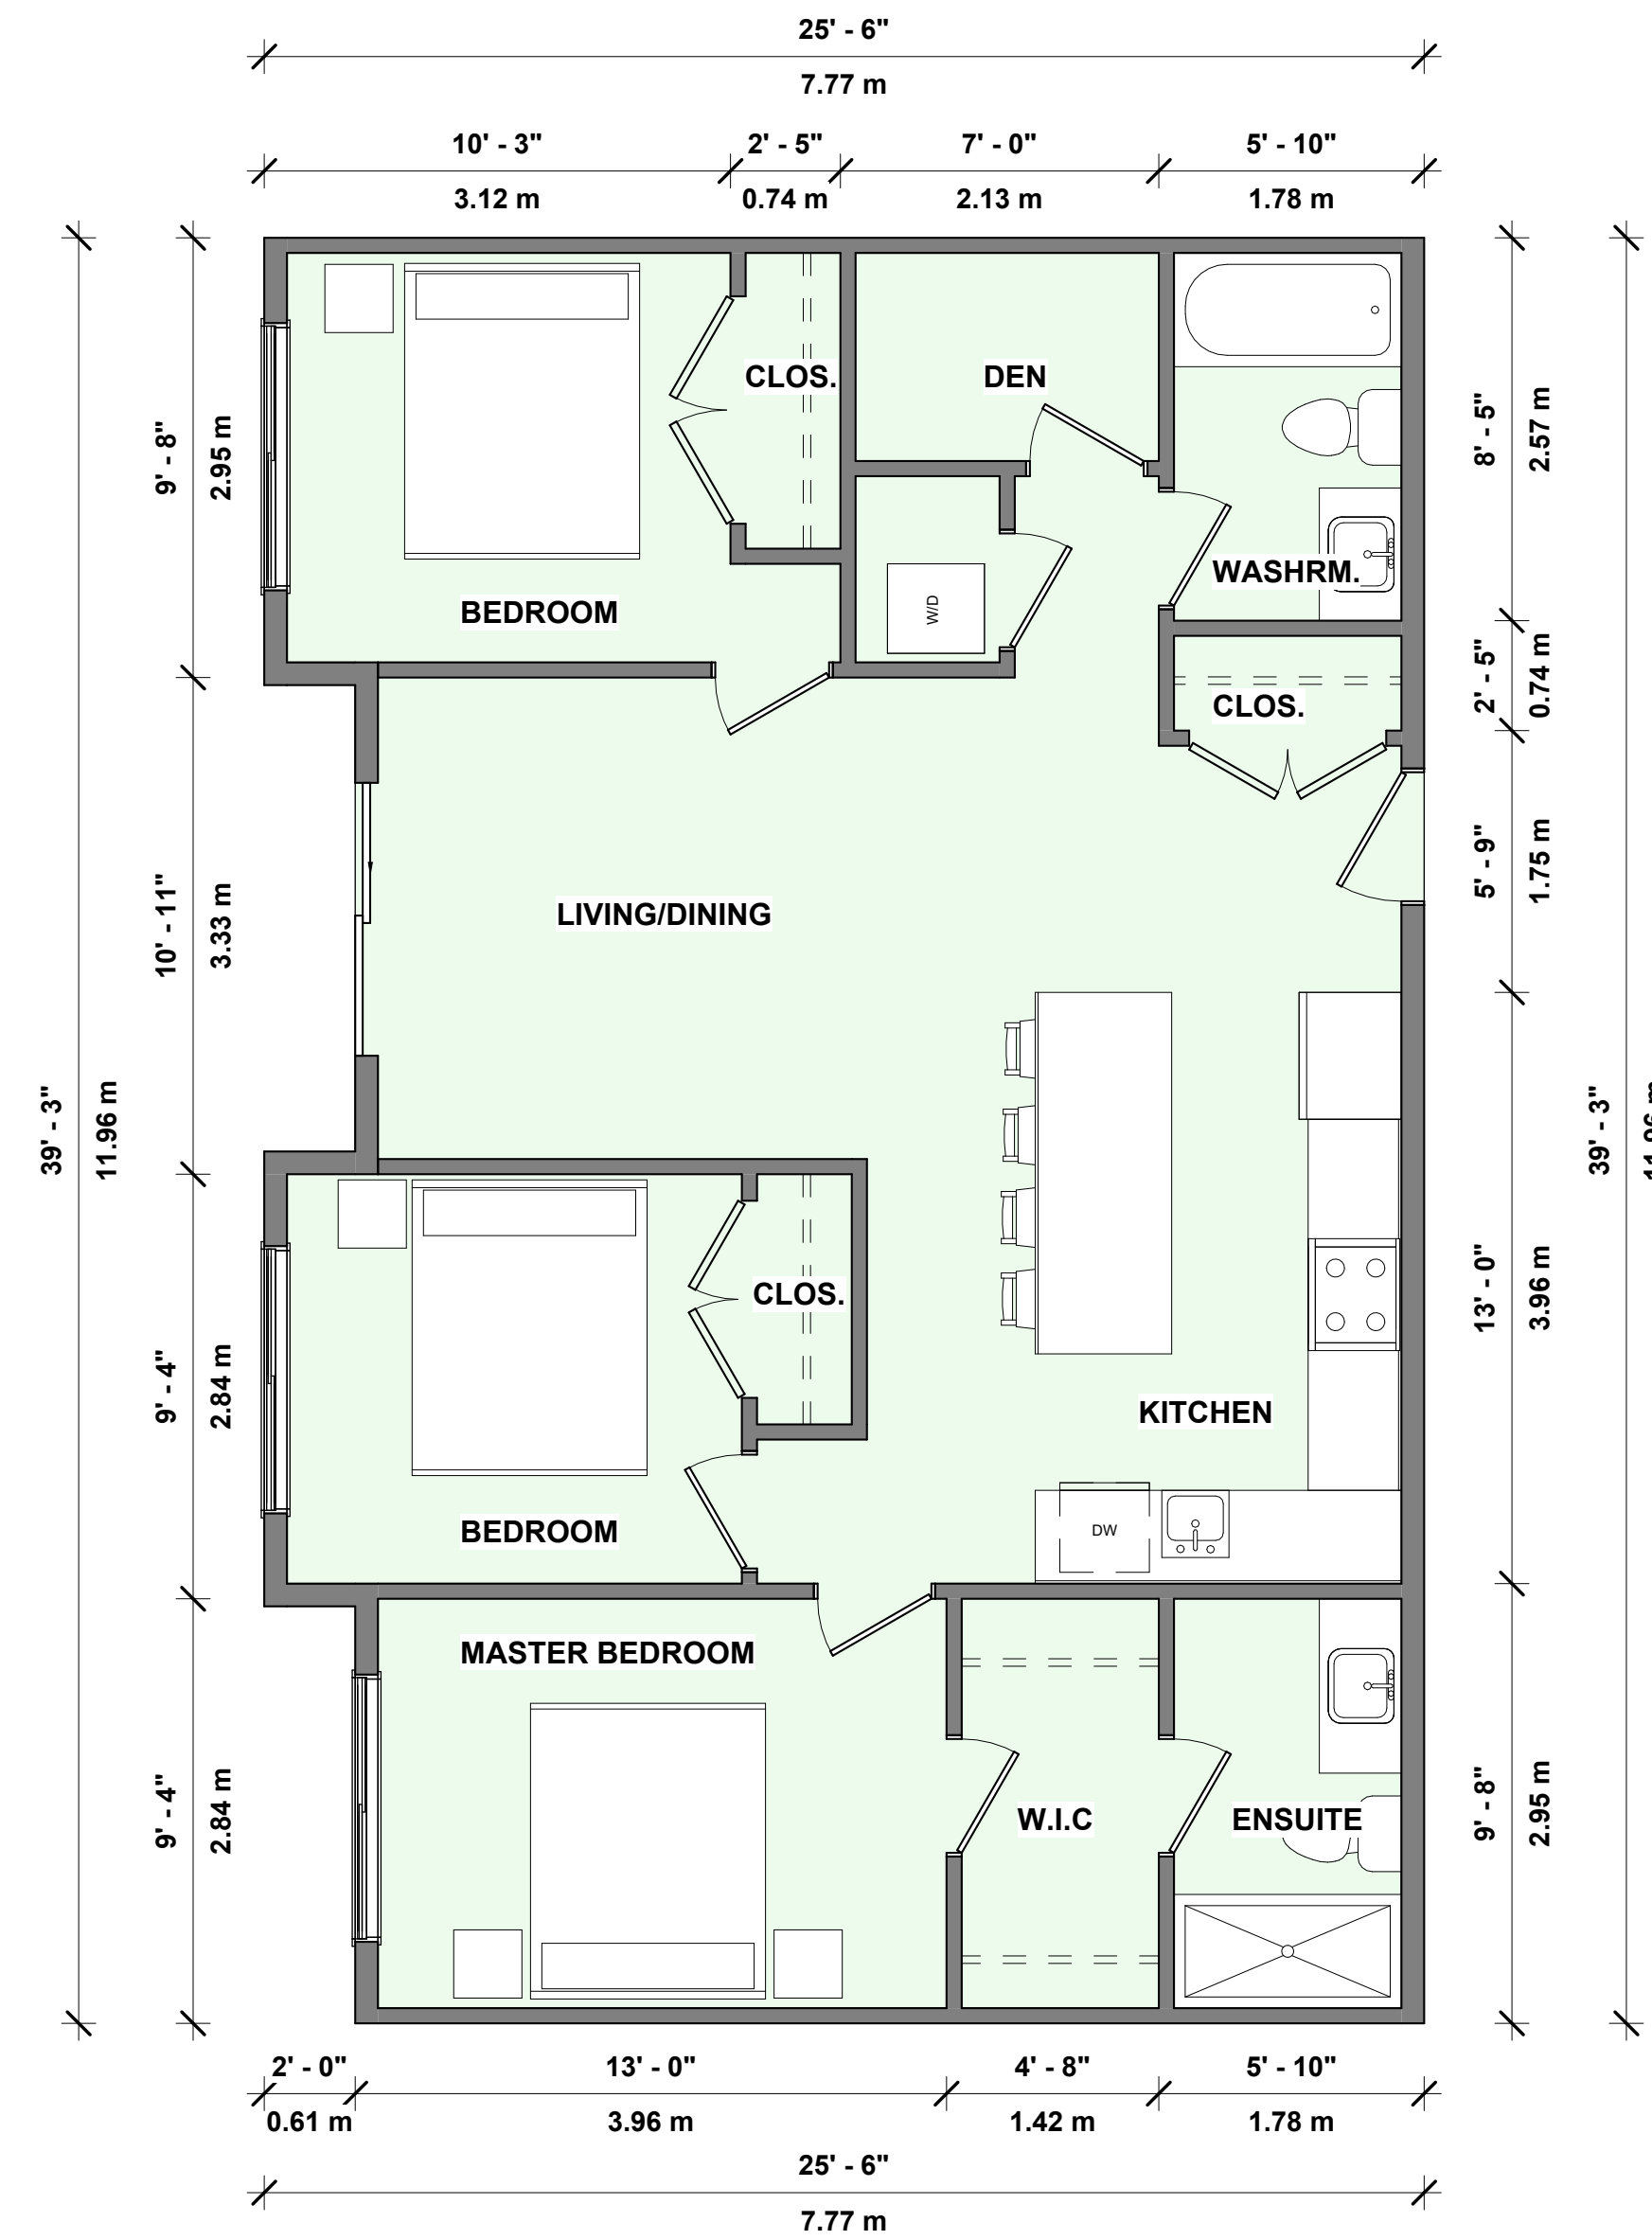 25' - 6"
7.77 m
10' - 3"
2' - 5"
7' - 0"
5' - 10"
3.12 m
0.74 m
2.13 m
1.78 m
CLOS.
DEN
9' - 8"
2.95 m
8' - 5"
2.57 m
WASHRM.
W/D
BEDROOM
CLOS.
2' - 5"
0.74 m
5' - 9"
1.75 m
LIVING/DINING
10' - 11"
3.33 m
39' - 3"
11.96 m
39' - 3"
11.96 m
CLOS.
13' - 0"
3.96 m
9' - 4"
2.84 m
KITCHEN
BEDROOM
DW
MASTER BEDROOM
9' - 4"
2.84 m
W.I.C
ENSUITE
9' - 8"
2.95 m
2' - 0"
13' - 0"
4' - 8"
5' - 10"
0.61 m
3.96 m
1.42 m
1.78 m
25' - 6"
7.77 m